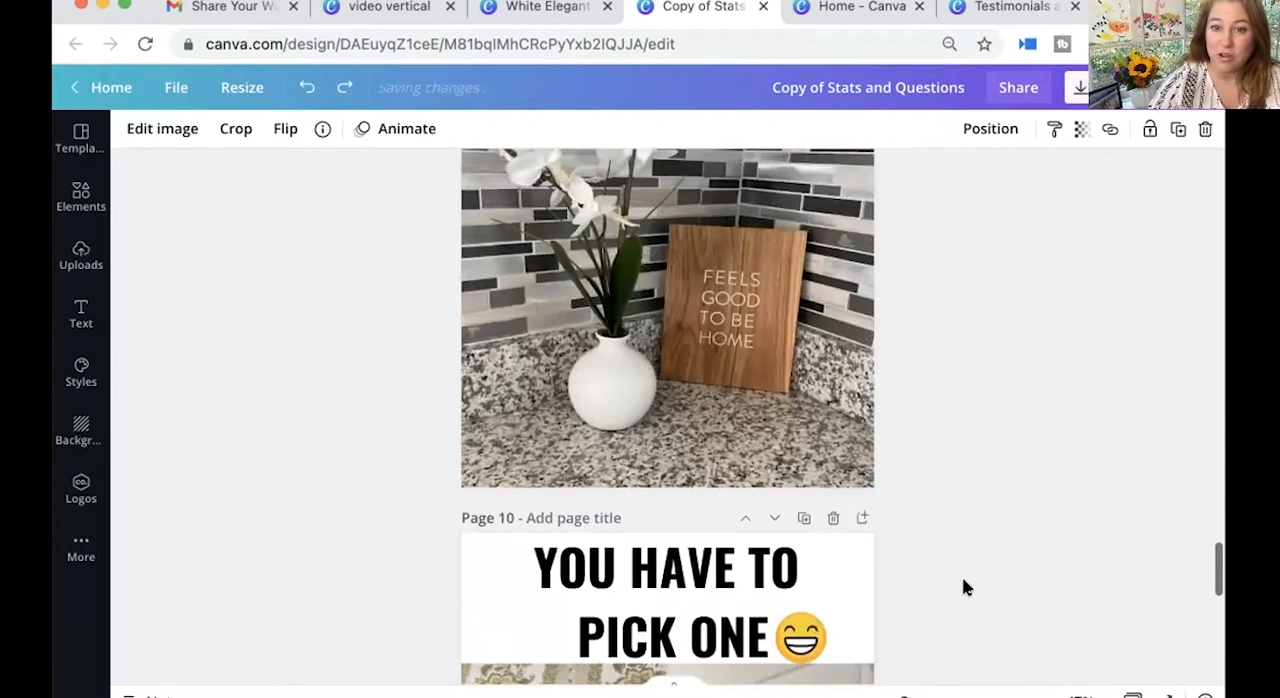 Share Your W
video vertical
White Elegant
Copy of Stats
Home - Canva
Testimonials a
canva.com/design/DAEuyqZ1ceE/M81bqlMhCRcPyYxb2IQJJA/edit
Home
File
Resize
Saving changes...
Copy of Stats and Questions
Share
Templa...
Edit image
Crop
Flip
Animate
Position
Elements
Uploads
Text
Styles
Backgr...
Logos
More
FEELS
GOOD
TO BE
HOME
Page 10 - Add page title
YOU HAVE TO
PICK ONE😁